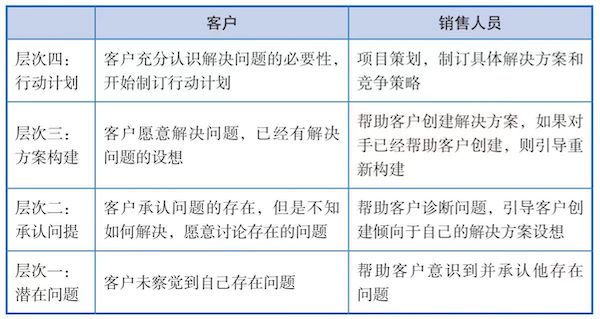 客户
销售人员
层次四：
行动计划
客户充分认识解决问题的必要性，
开始制订行动计划
项目策划，制订具体解决方案和
竞争策略
层次三：
方案构建
客户愿意解决问题，已经有解决
问题的设想
帮助客户创建解决方案，如果对
手已经帮助客户创建，则引导重
新构建
层次二：
承认问提
客户承认问题的存在，但是不知
如何解决，愿意讨论存在的问题
帮助客户诊断问题，引导客户创
建倾向于自己的解决方案设想
层次一：
潜在问题
客户未察觉到自己存在问题
帮助客户意识到并承认他存在
问题